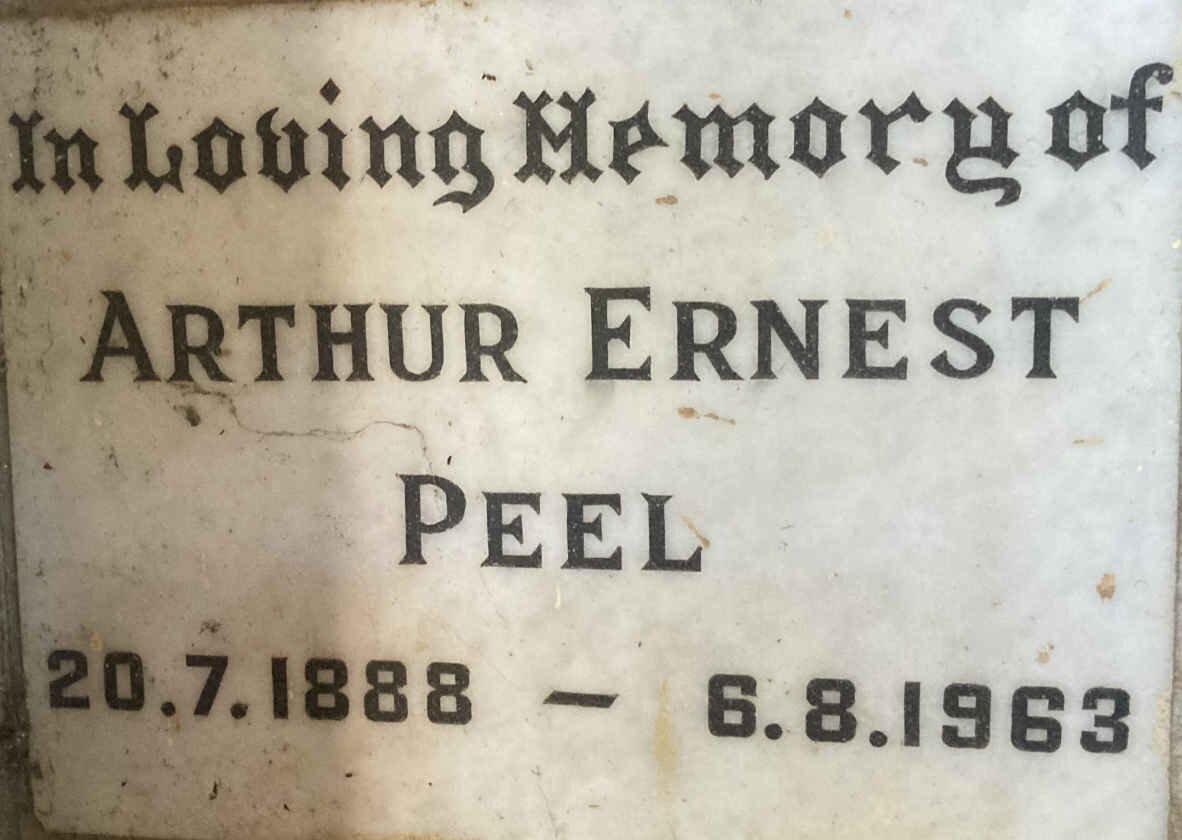 In Loving Memory of
ARTHUR ERNEST
PEEL
20.7.1888 – 6.8.1963